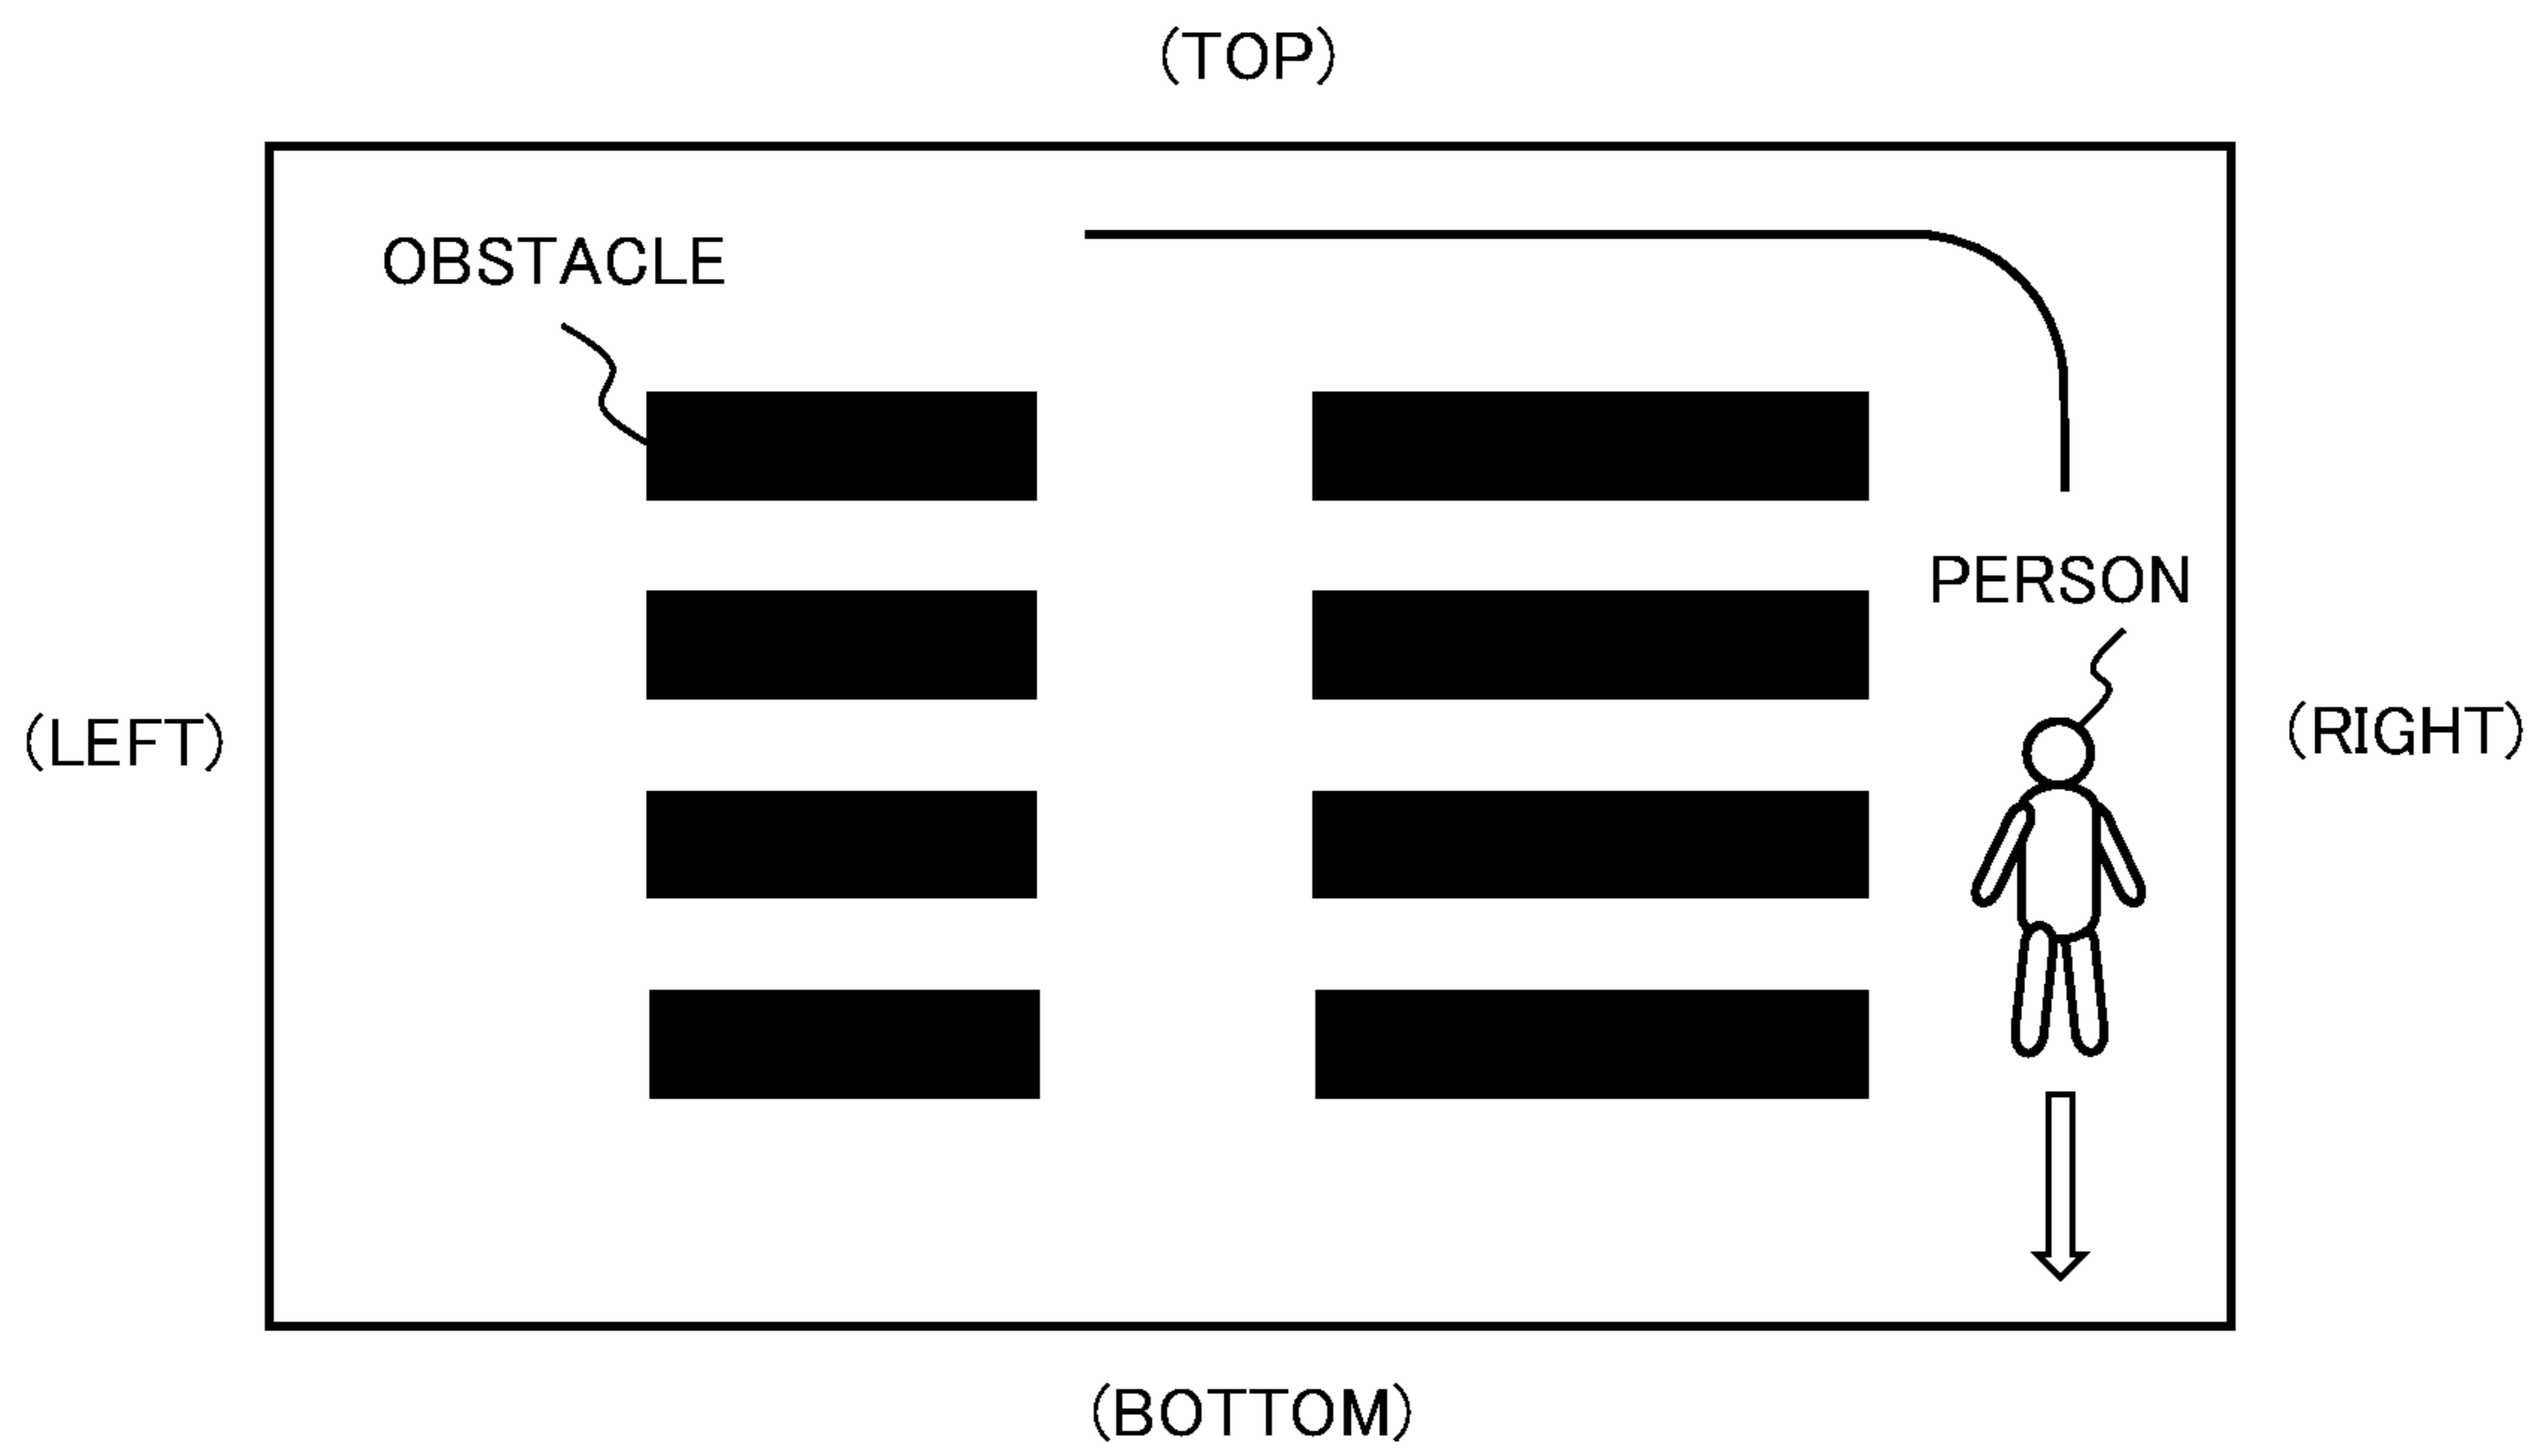 (TOP)
OBSTACLE
PERSON
(LEFT)
(RIGHT)
(BOTTOM)